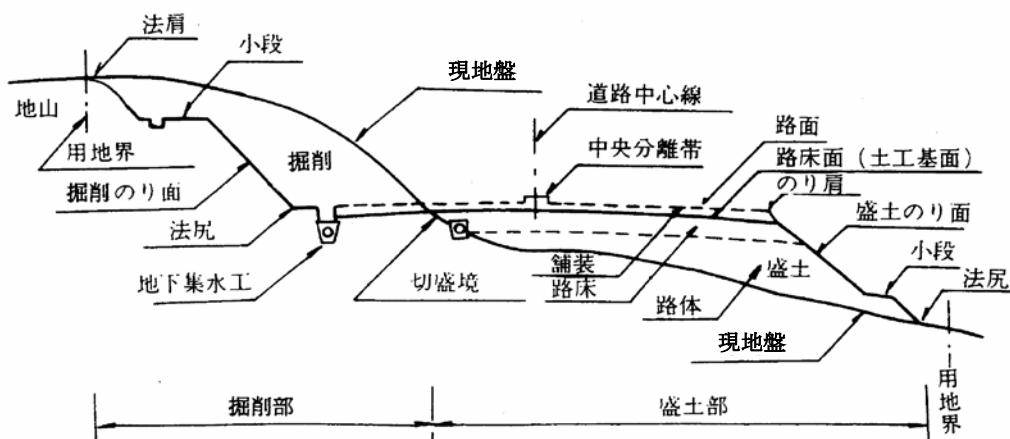 法肩
小段
現地盤
地山
道路中心線
路面
用地界
中央分離帯
路床面（土工基面）
掘削
のり肩
掘削のり面
盛土のり面
法尻
小段
地下集水工
切盛境
舗装
盛土
路床
法尻
路体
現地盤
用地界
掘削部
盛土部